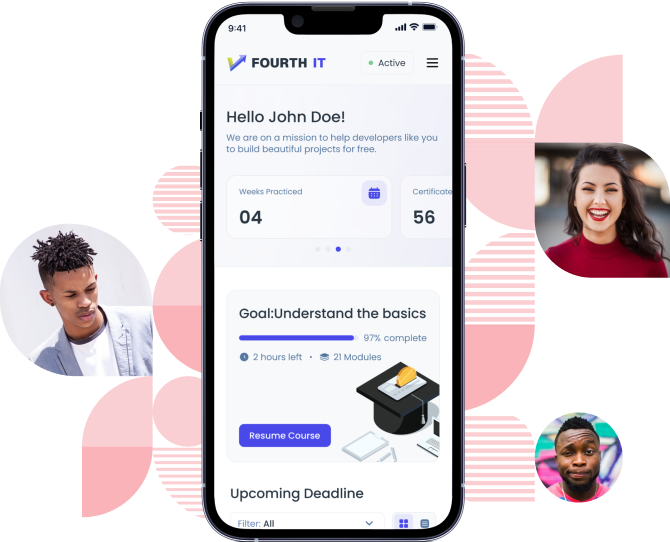 9:41
FOURTH IT
Active
Hello John Doe!
We are on a mission to help developers like you
to build beautiful projects for free.
Weeks Practiced
Certificate
04
56
Goal:Understand the basics
97% complete
2 hours left • 21 Modules
Resume Course
Upcoming Deadline
Filter: All